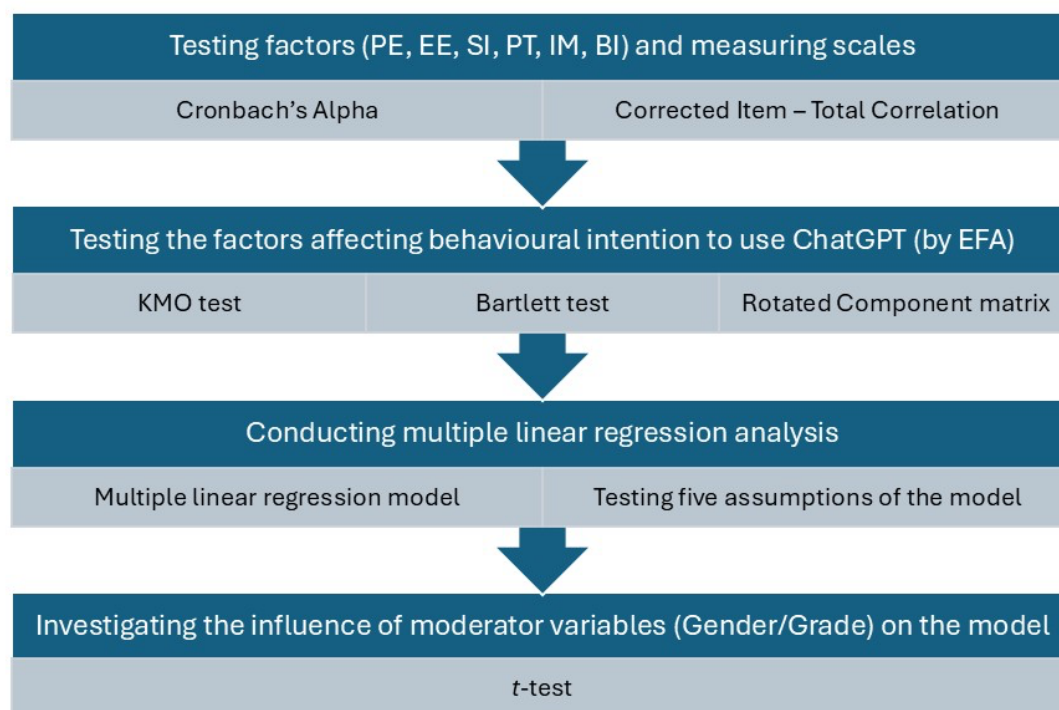 Testing factors (PE, EE, SI, PT, IM, BI) and measuring scales
Cronbach’s Alpha
Corrected Item – Total Correlation
Testing the factors affecting behavioural intention to use ChatGPT (by EFA)
KMO test
Bartlett test
Rotated Component matrix
Conducting multiple linear regression analysis
Multiple linear regression model
Testing five assumptions of the model
Investigating the influence of moderator variables (Gender/Grade) on the model
t-test